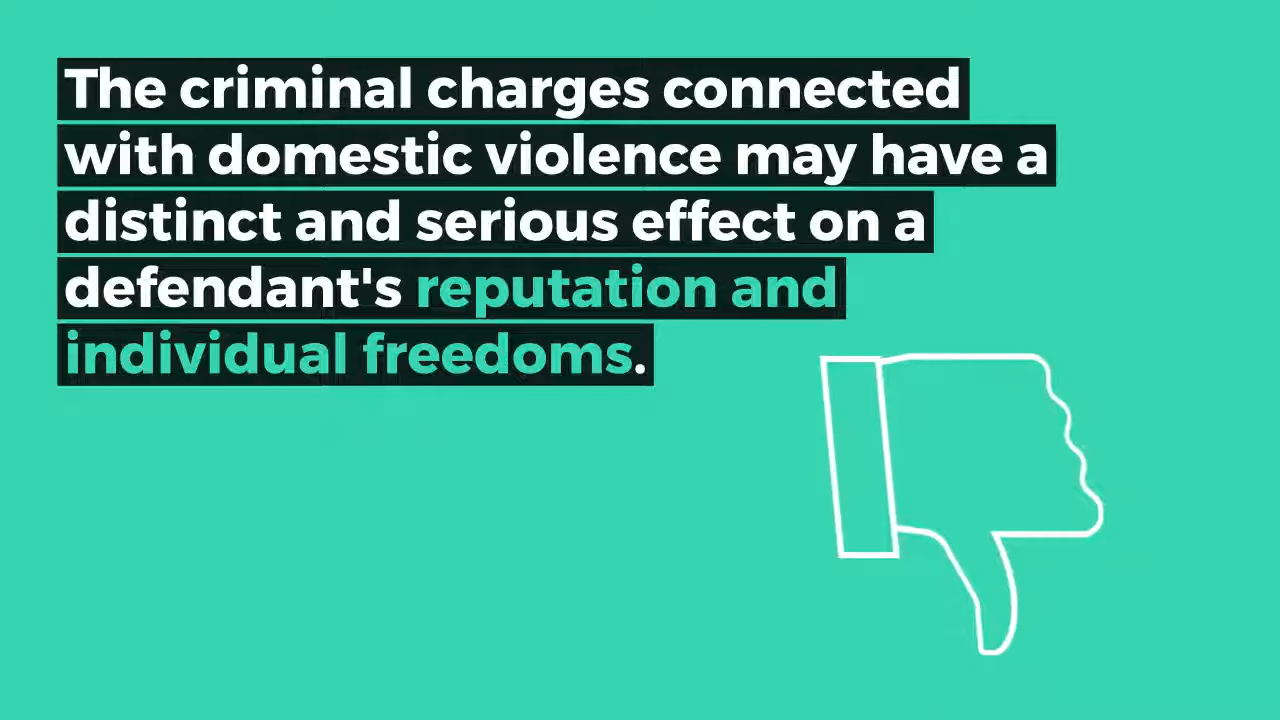 The criminal charges connected
with domestic violence may have a
distinct and serious effect on a
defendant's reputation and
individual freedoms.